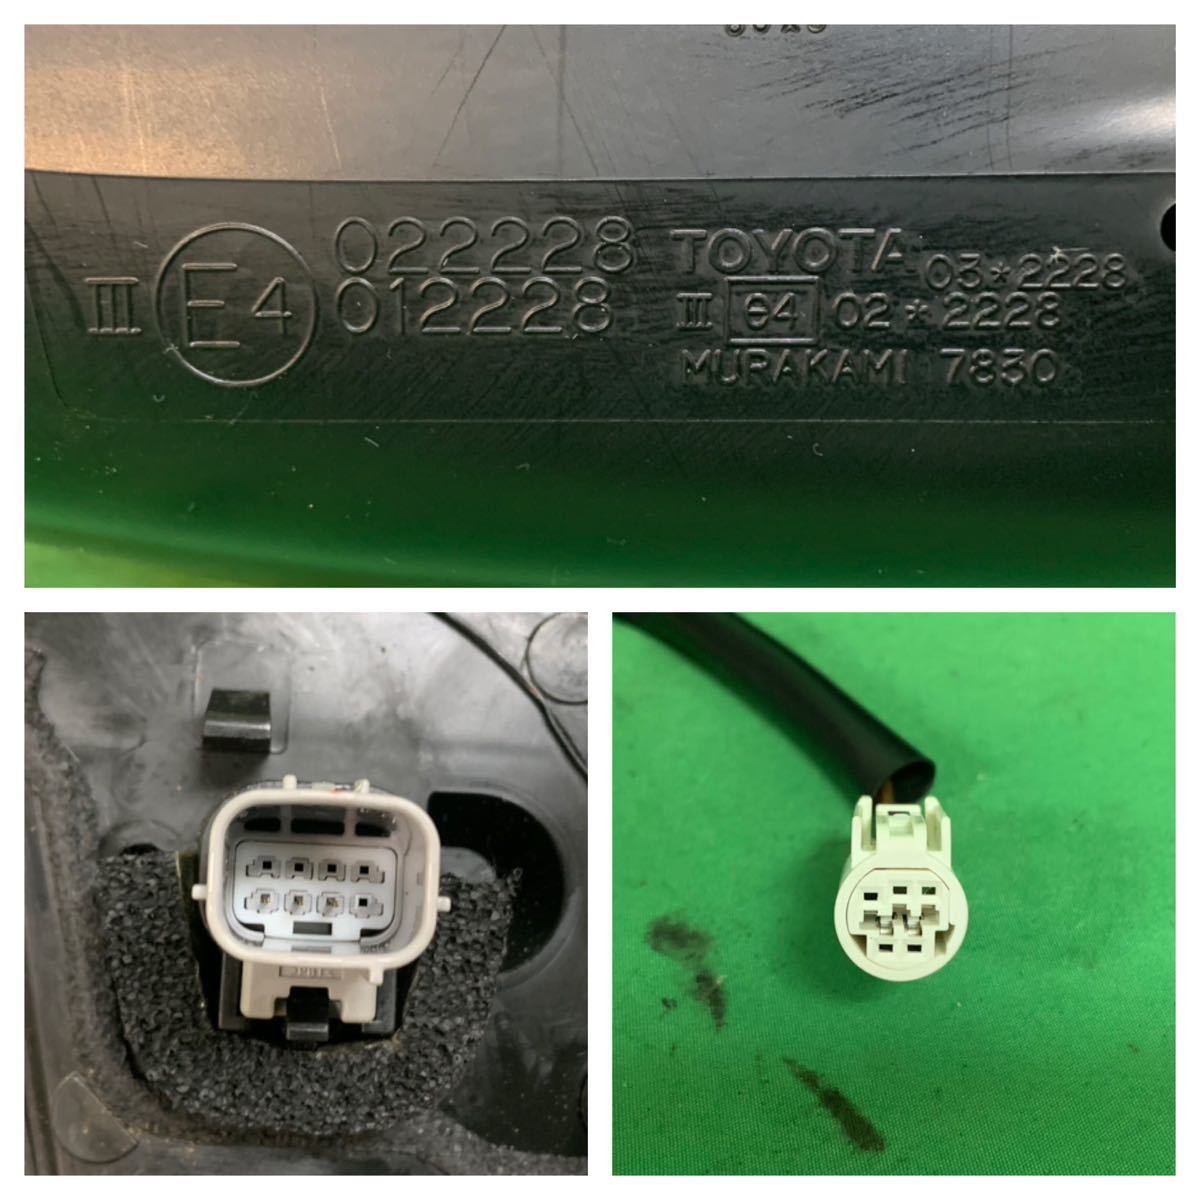 III E4 022228
012228
TOYOTA 03*2228
III e4 02*2228
MURAKAMI 7830